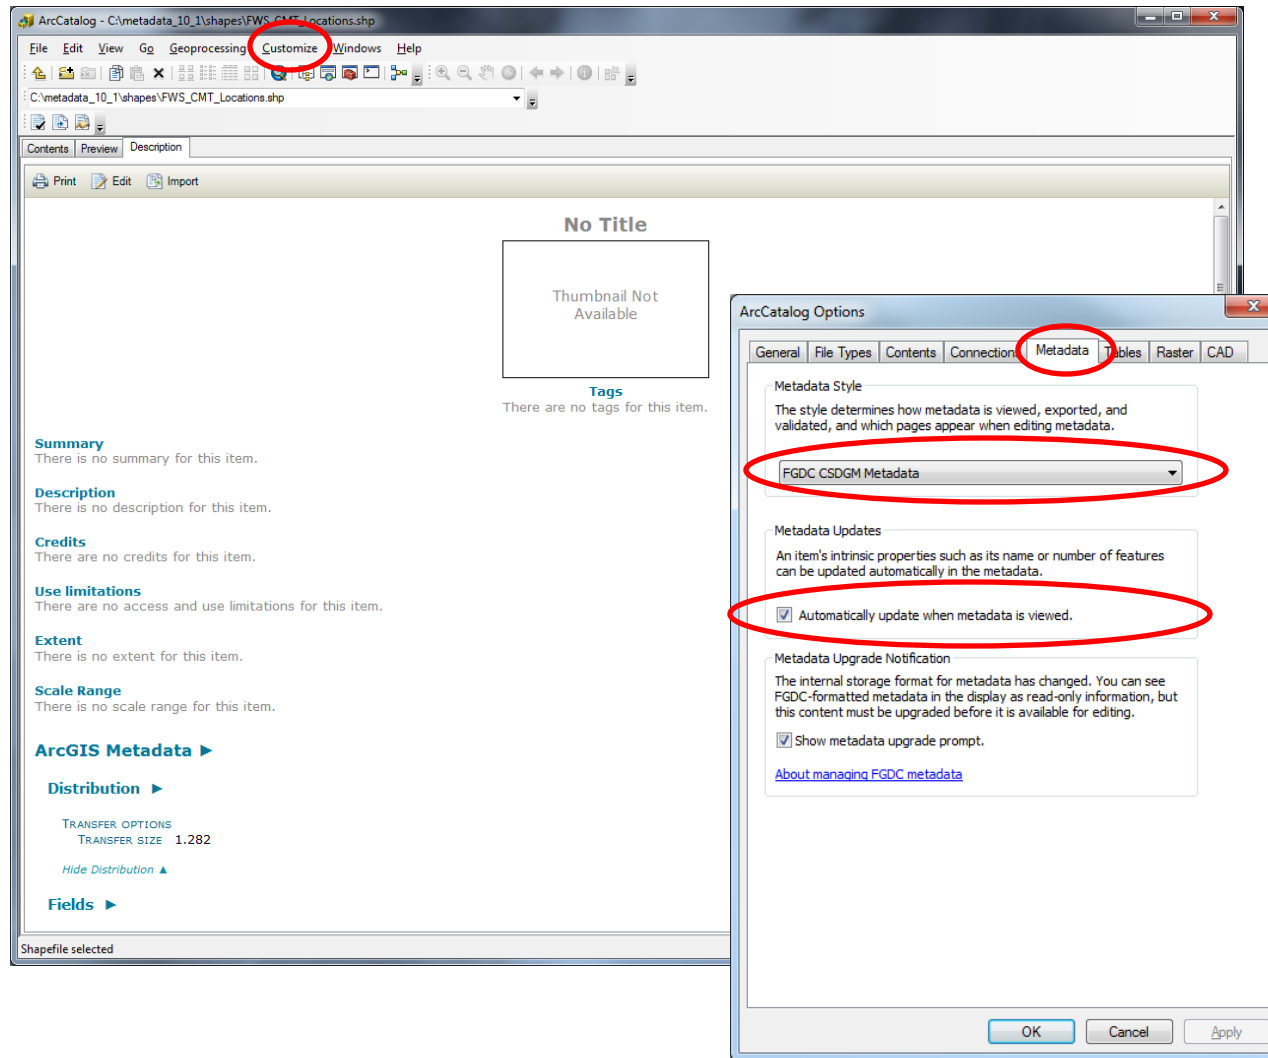 ArcCatalog - C:\metadata_10_1\shapes\FWS_CMT_Locations.shp
File Edit View Go Geoprocessing Customize Windows Help
C:\metadata_10_1\shapes\FWS_CMT_Locations.shp
Contents Preview Description
Print Edit Import
No Title
Thumbnail Not
Available
Tags
There are no tags for this item.
Summary
There is no summary for this item.
Description
There is no description for this item.
Credits
There are no credits for this item.
Use limitations
There are no access and use limitations for this item.
Extent
There is no extent for this item.
Scale Range
There is no scale range for this item.
ArcGIS Metadata ►
Distribution ►
TRANSFER OPTIONS
TRANSFER SIZE 1.282
Hide Distribution ▲
Fields ►
Shapefile selected
ArcCatalog Options
General File Types Contents Connections Metadata Tables Raster CAD
Metadata Style
The style determines how metadata is viewed, exported, and
validated, and which pages appear when editing metadata.
FGDC CSDGM Metadata
Metadata Updates
An item's intrinsic properties such as its name or number of features
can be updated automatically in the metadata.
Automatically update when metadata is viewed.
Metadata Upgrade Notification
The internal storage format for metadata has changed. You can see
FGDC-formatted metadata in the display as read-only information, but
this content must be upgraded before it is available for editing.
Show metadata upgrade prompt.
About managing FGDC metadata
OK Cancel Apply